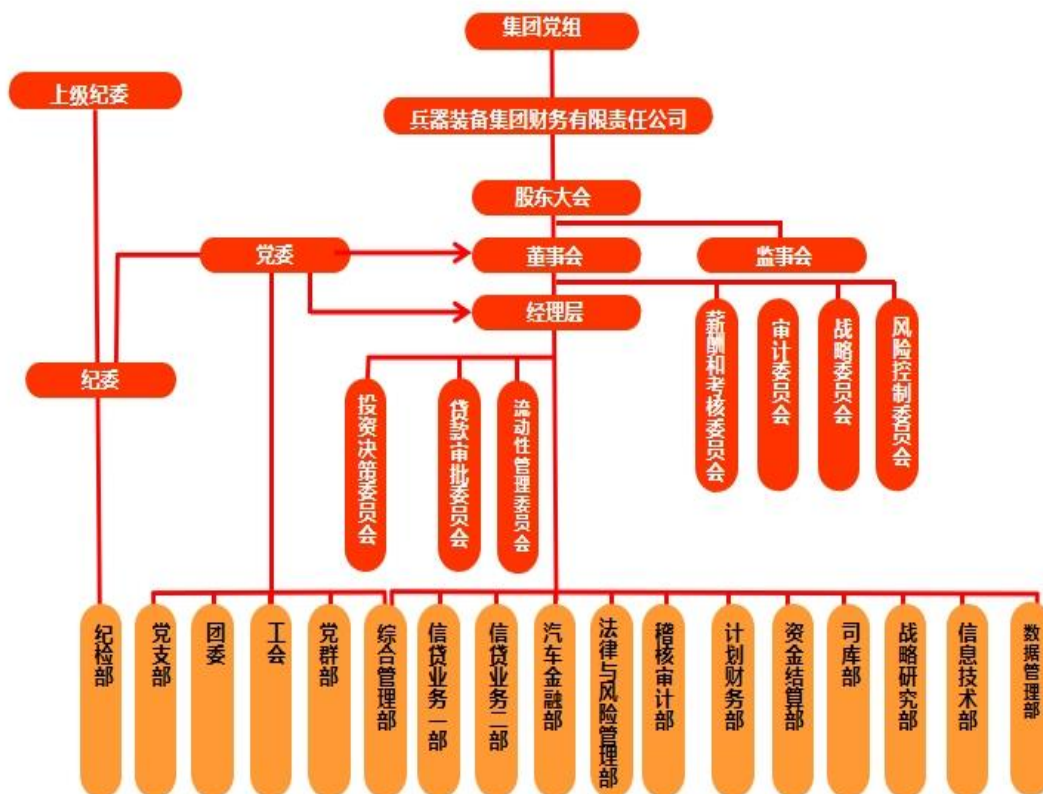 集团党组
上级纪委
兵器装备集团财务有限责任公司
股东大会
党委
董事会
监事会
经理层
纪委
薪酬和考核委员会
审计委员会
战略委员会
风险控制委员会
投资决策委员会
贷款审批委员会
流动性管理委员会
纪检部
党支部
团委
工会
党群部
综合管理部
信贷业务一部
信贷业务二部
汽车金融部
法律与风险管理部
稽核审计部
计划财务部
资金结算部
司库部
战略研究部
信息技术部
数据管理部